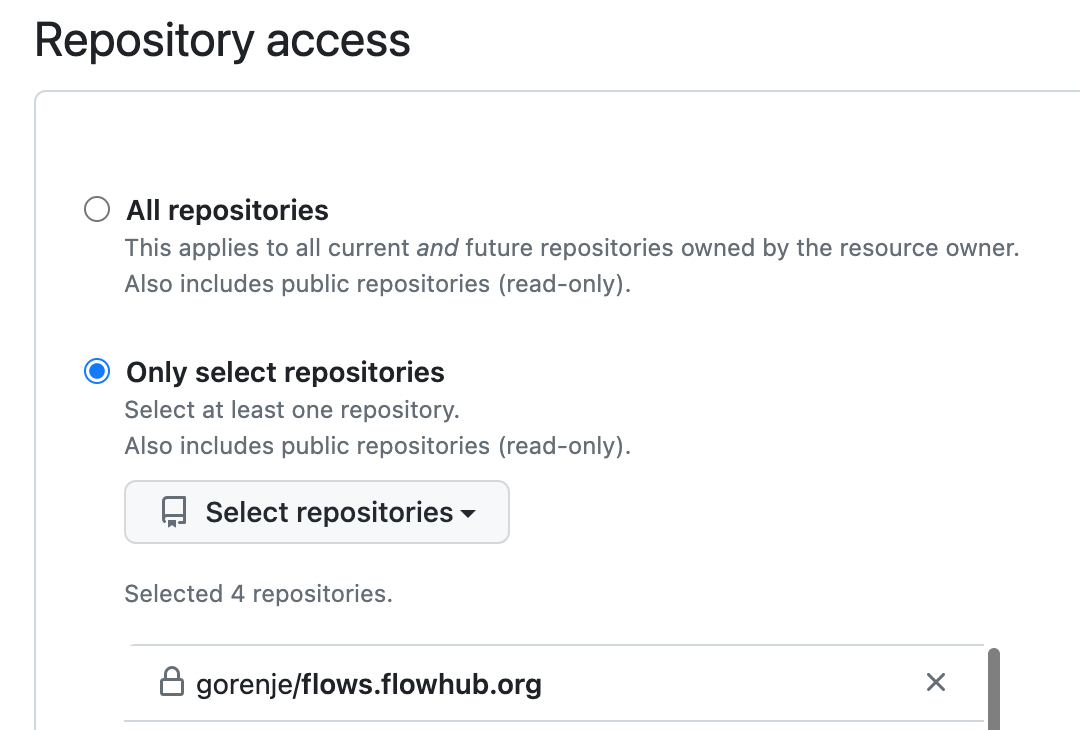 Repository access
All repositories
This applies to all current and future repositories owned by the resource owner.
Also includes public repositories (read-only).
Only select repositories
Select at least one repository.
Also includes public repositories (read-only).
Select repositories
Selected 4 repositories.
gorenje/flows.flowhub.org